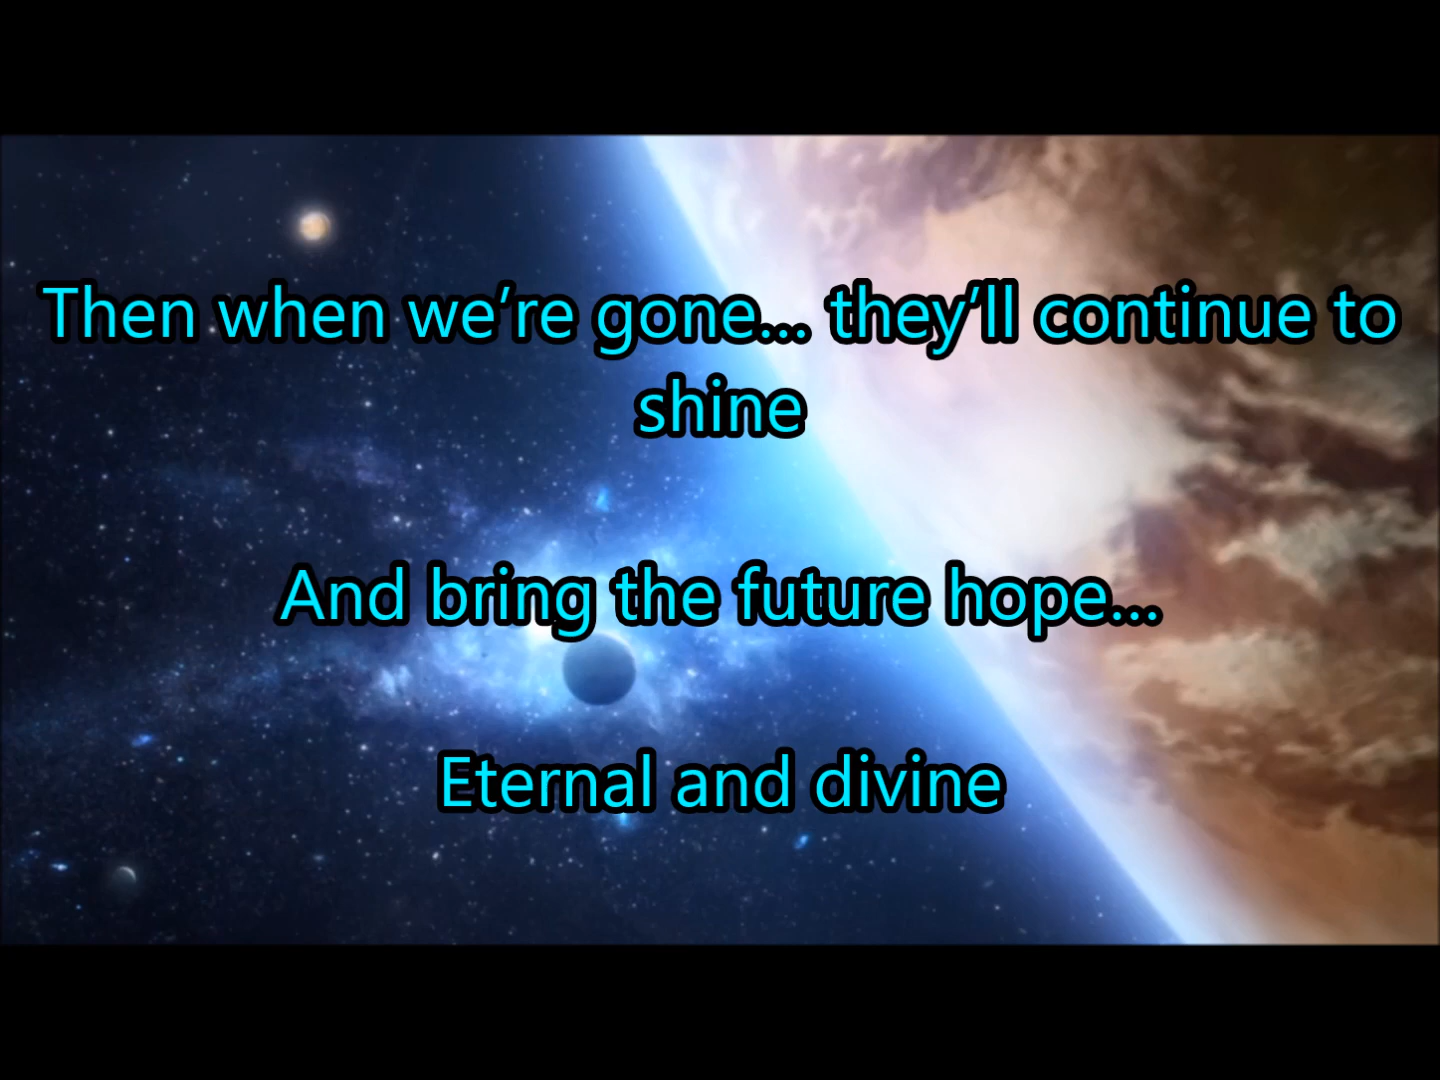 Then when we’re gone... they’ll continue to
shine
And bring the future hope...
Eternal and divine